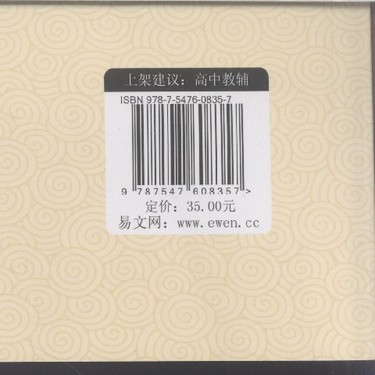 上架建议：高中教辅
ISBN 978-7-5476-0835-7
9 787547 608357>
定价：35.00元
易文网：www.ewen.cc